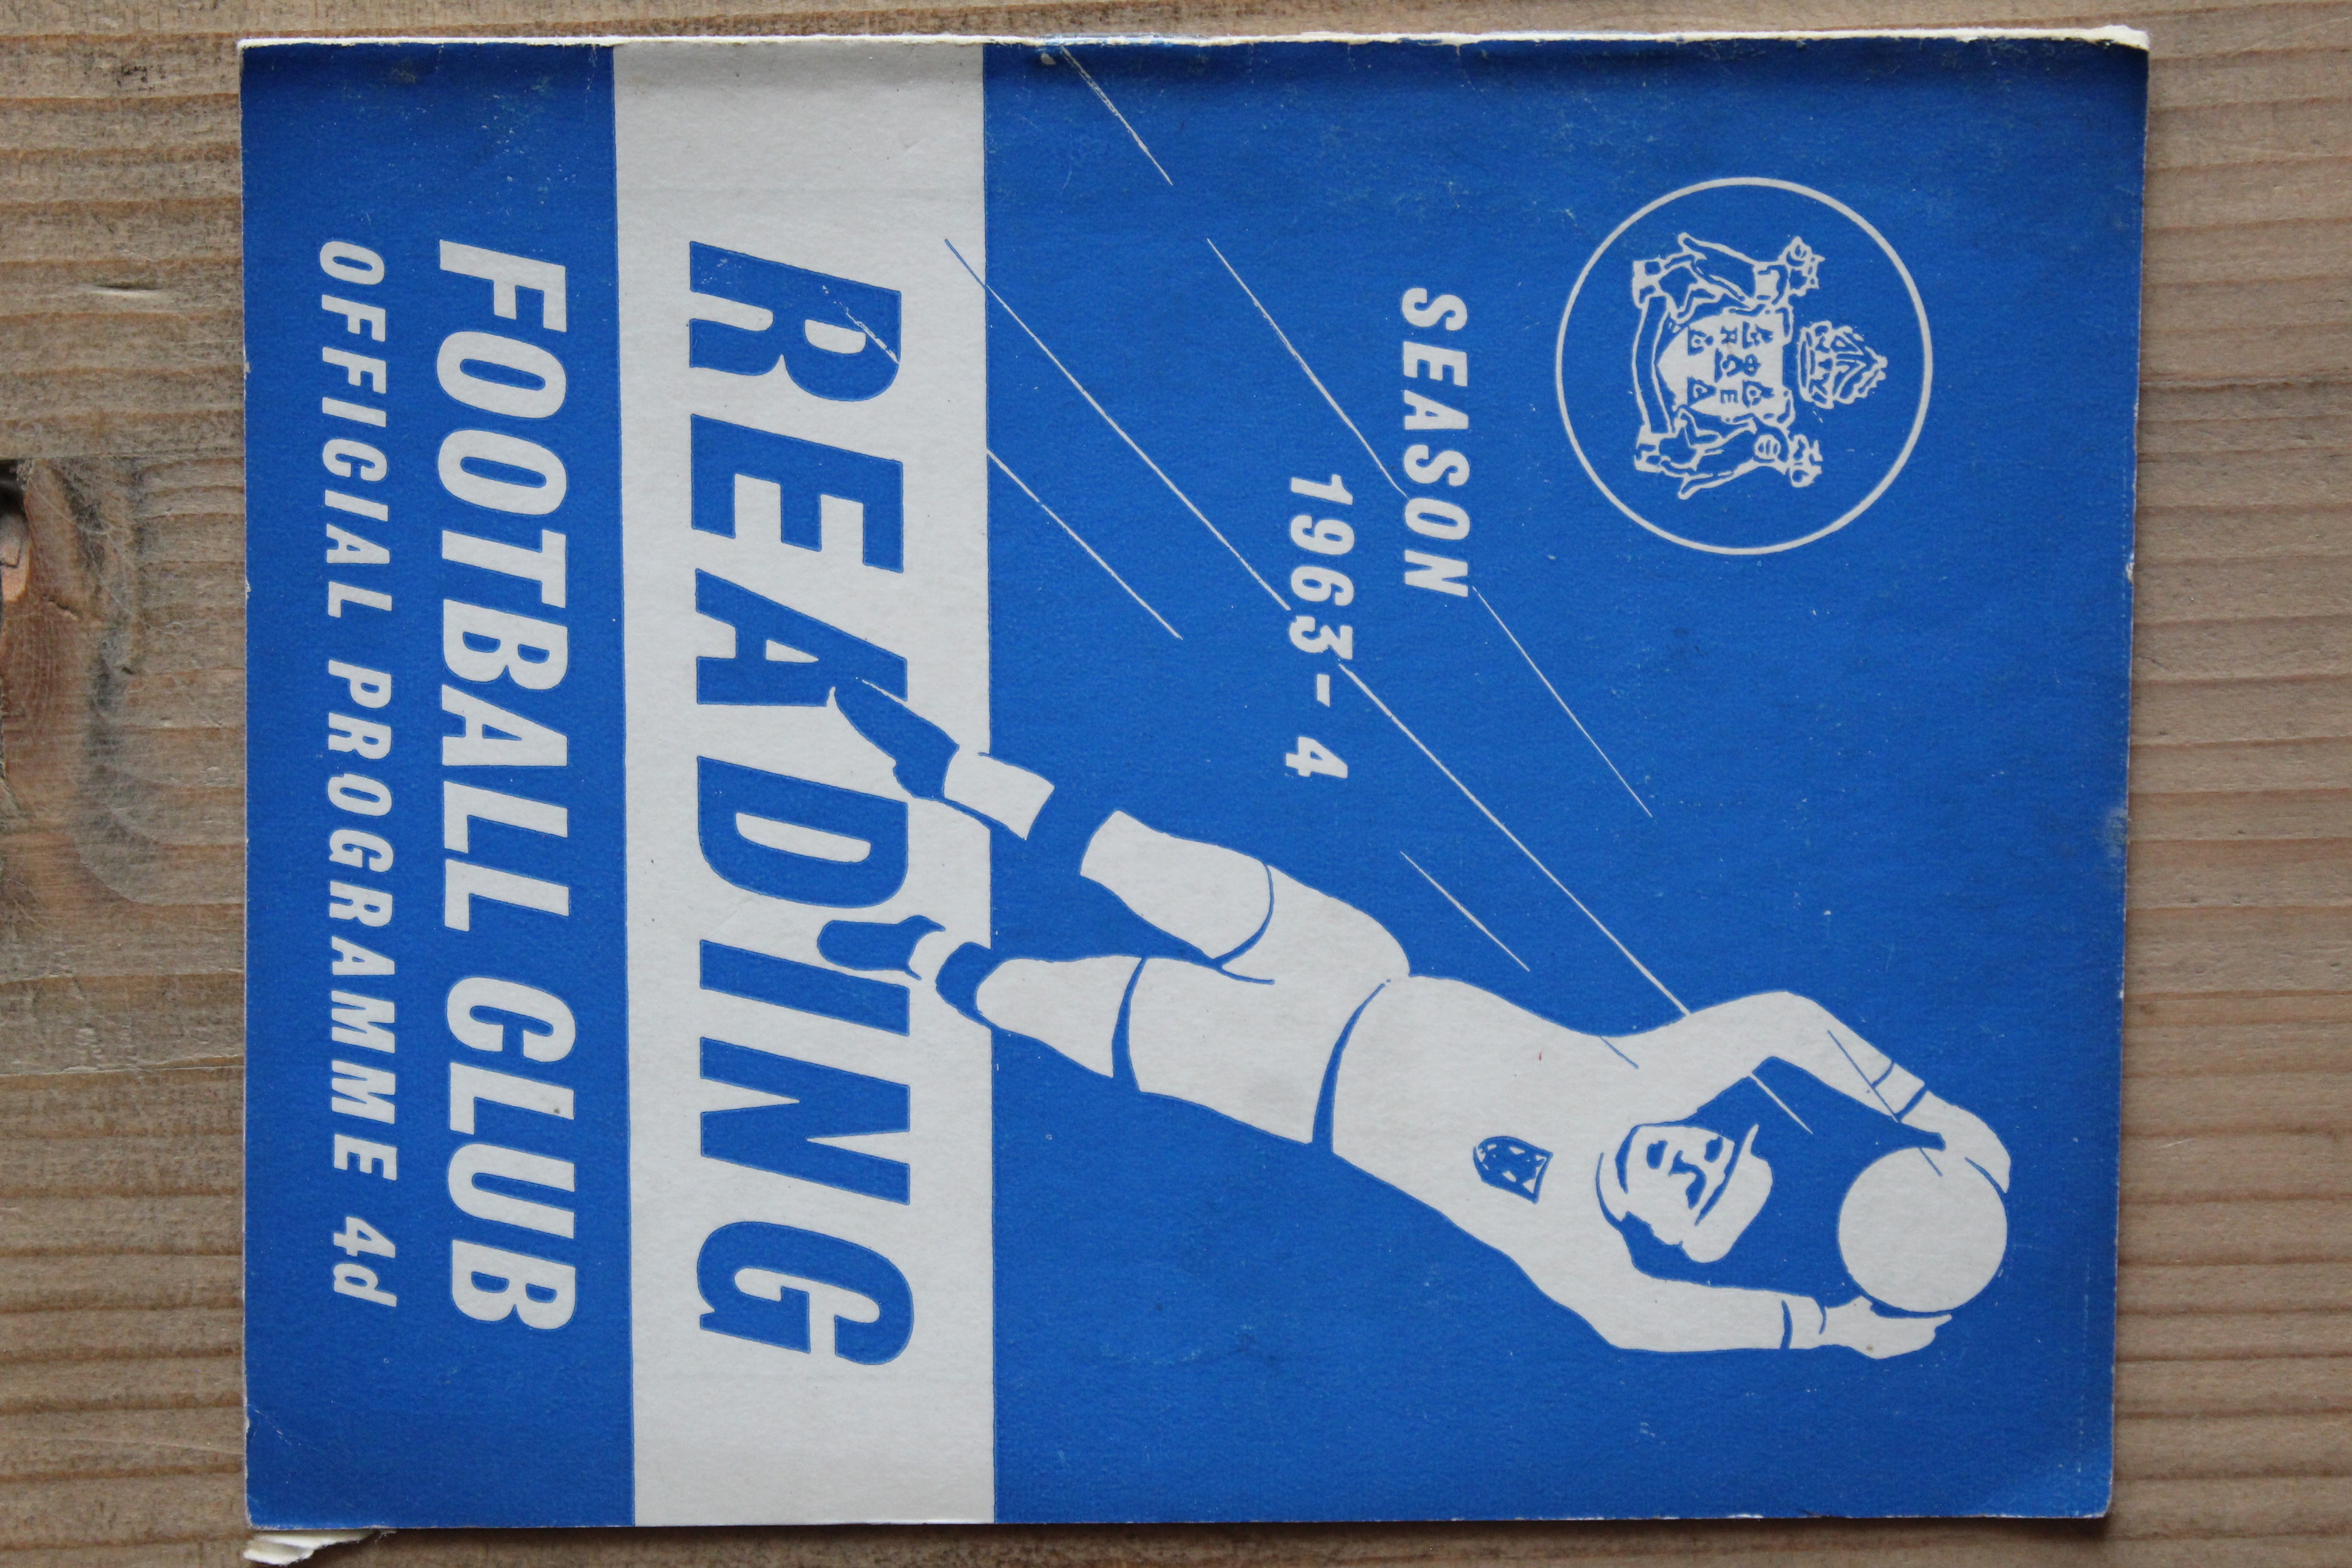 SEASON
1963-4
READING
FOOTBALL CLUB
OFFICIAL PROGRAMME 4d